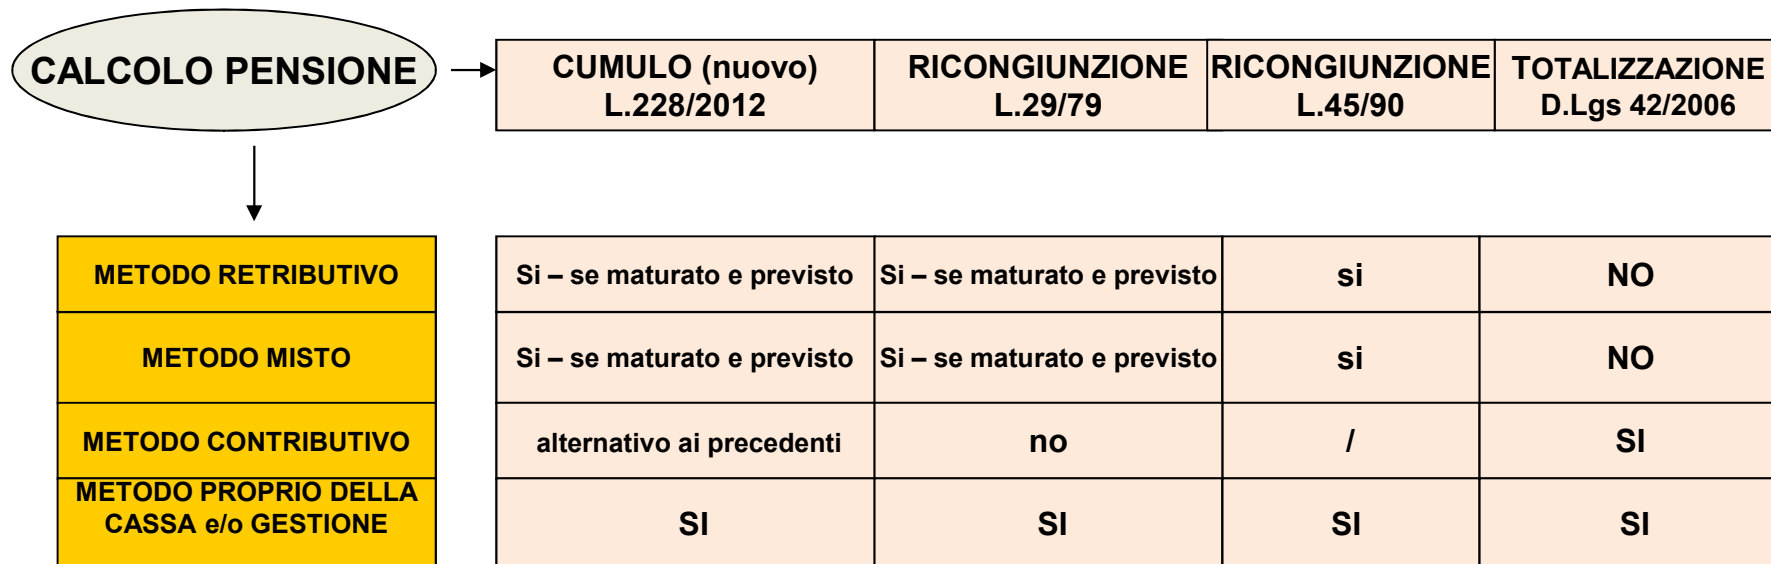 CALCOLO PENSIONE
CUMULO (nuovo)
L.228/2012
RICONGIUNZIONE
L.29/79
RICONGIUNZIONE
L.45/90
TOTALIZZAZIONE
D.Lgs 42/2006
METODO RETRIBUTIVO
Si – se maturato e previsto
Si – se maturato e previsto
si
NO
METODO MISTO
Si – se maturato e previsto
Si – se maturato e previsto
si
NO
METODO CONTRIBUTIVO
alternativo ai precedenti
no
/
SI
METODO PROPRIO DELLA
CASSA e/o GESTIONE
SI
SI
SI
SI